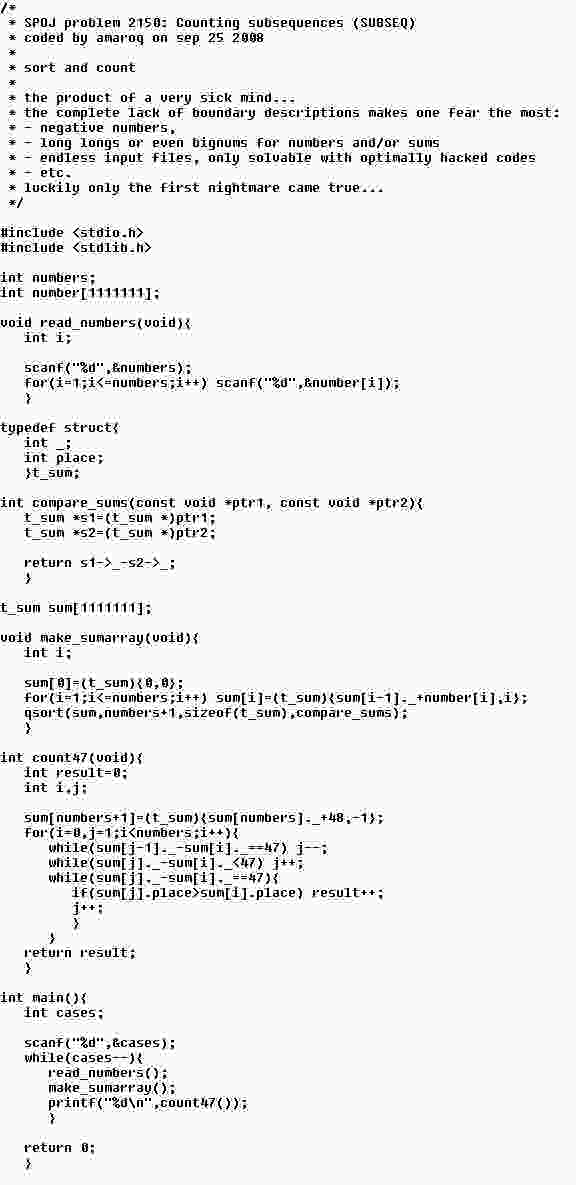 /*
 * SPOJ problem 2150: Counting subsequences (SUBSEQ)
 * coded by amaroq on sep 25 2008
 *
 * sort and count
 *
 * the product of a very sick mind...
 * the complete lack of boundary descriptions makes one fear the most:
 * - negative numbers,
 * - long longs or even bignums for numbers and/or sums
 * - endless input files, only solvable with optimally hacked codes
 * - etc.
 * luckily only the first nightmare came true...
 */

#include <stdio.h>
#include <stdlib.h>

int numbers;
int number[1111111];

void read_numbers(void){
   int i;

   scanf("%d",&numbers);
   for(i=1;i<=numbers;i++) scanf("%d",&number[i]);
   }

typedef struct{
   int _;
   int place;
   }t_sum;

int compare_sums(const void *ptr1, const void *ptr2){
   t_sum *s1=(t_sum *)ptr1;
   t_sum *s2=(t_sum *)ptr2;

   return s1->_-s2->_;
   }

t_sum sum[1111111];

void make_sumarray(void){
   int i;

   sum[0]=(t_sum){0,0};
   for(i=1;i<=numbers;i++) sum[i]=(t_sum){sum[i-1]._+number[i],i};
   qsort(sum,numbers+1,sizeof(t_sum),compare_sums);
   }

int count47(void){
   int result=0;
   int i,j;

   sum[numbers+1]=(t_sum){sum[numbers]._+48,-1};
   for(i=0,j=1;i<numbers;i++){
      while(sum[j-1]._-sum[i]._==47) j--;
      while(sum[j]._-sum[i]._<47) j++;
      while(sum[j]._-sum[i]._==47){
         if(sum[j].place>sum[i].place) result++;
         j++;
         }
      }
   return result;
   }

int main(){
   int cases;

   scanf("%d",&cases);
   while(cases--){
      read_numbers();
      make_sumarray();
      printf("%d\n",count47());
      }

   return 0;
   }